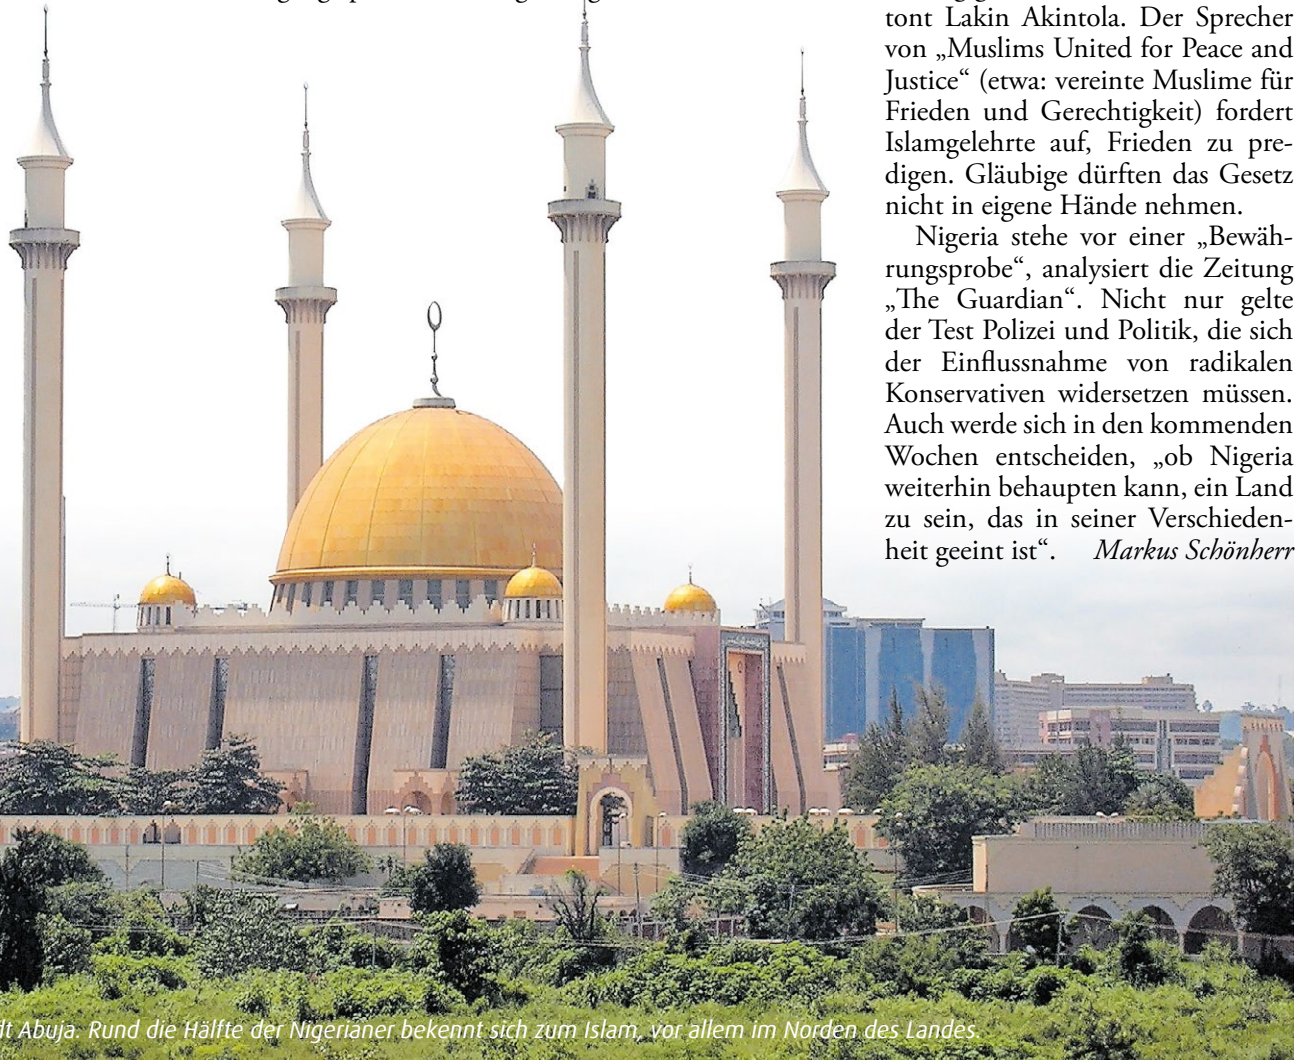 tont Lakin Akintola. Der Sprecher
von „Muslims United for Peace and
Justice“ (etwa: vereinte Muslime für
Frieden und Gerechtigkeit) fordert
Islamgelehrte auf, Frieden zu pre-
digen. Gläubige dürften das Gesetz
nicht in eigene Hände nehmen.
Nigeria stehe vor einer „Bewäh-
rungsprobe“, analysiert die Zeitung
„The Guardian“. Nicht nur gelte
der Test Polizei und Politik, die sich
der Einflussnahme von radikalen
Konservativen widersetzen müssen.
Auch werde sich in den kommenden
Wochen entscheiden, „ob Nigeria
weiterhin behaupten kann, ein Land
zu sein, das in seiner Verschieden-
heit geeint ist“. Markus Schönherr
dt Abuja. Rund die Hälfte der Nigerianer bekennt sich zum Islam, vor allem im Norden des Landes.